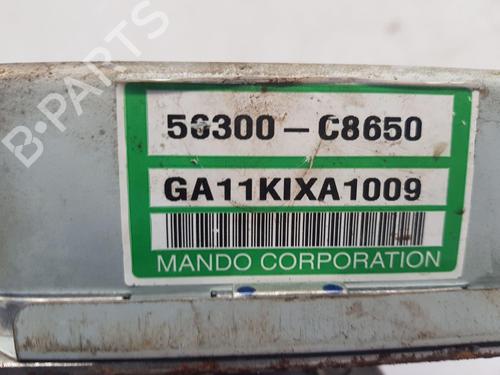 56300-C8650
GA11KIXA1009
MANDO CORPORATION
B-PARTS